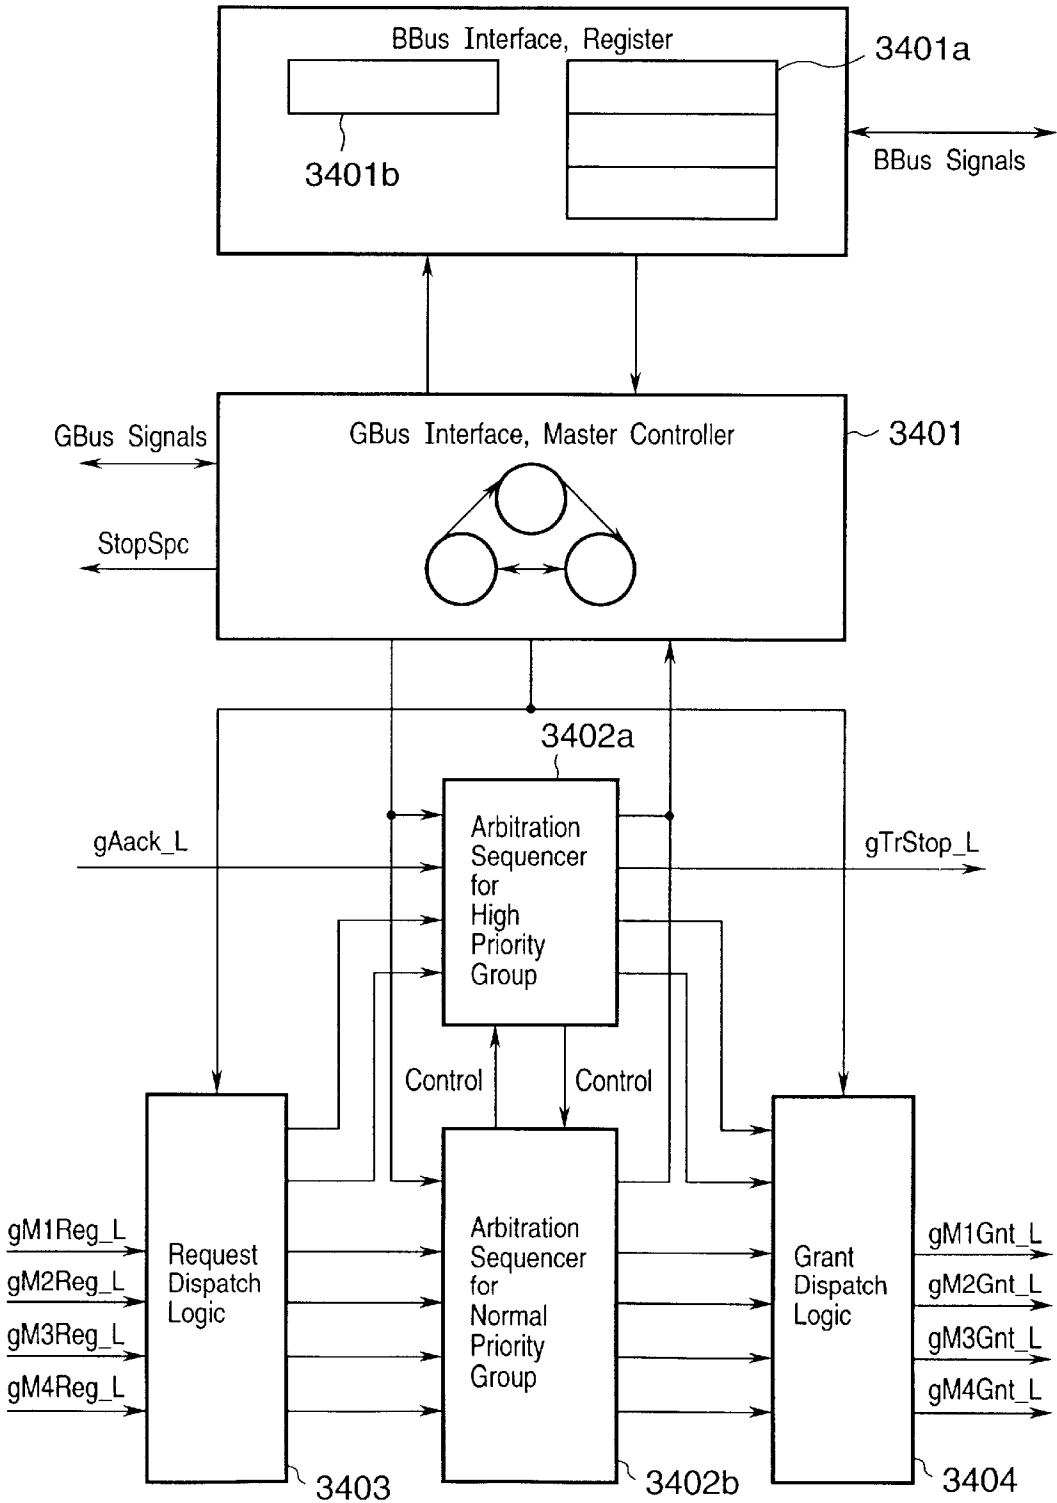 BBus Interface, Register
3401a
3401b
BBus Signals
GBus Signals
GBus Interface, Master Controller
3401
StopSpc
3402a
gAack_L
Arbitration
Sequencer
for
High
Priority
Group
gTrStop_L
Control
Control
gM1Reg_L
gM2Reg_L
gM3Reg_L
gM4Reg_L
Request
Dispatch
Logic
Arbitration
Sequencer
for
Normal
Priority
Group
Grant
Dispatch
Logic
gM1Gnt_L
gM2Gnt_L
gM3Gnt_L
gM4Gnt_L
3403
3402b
3404